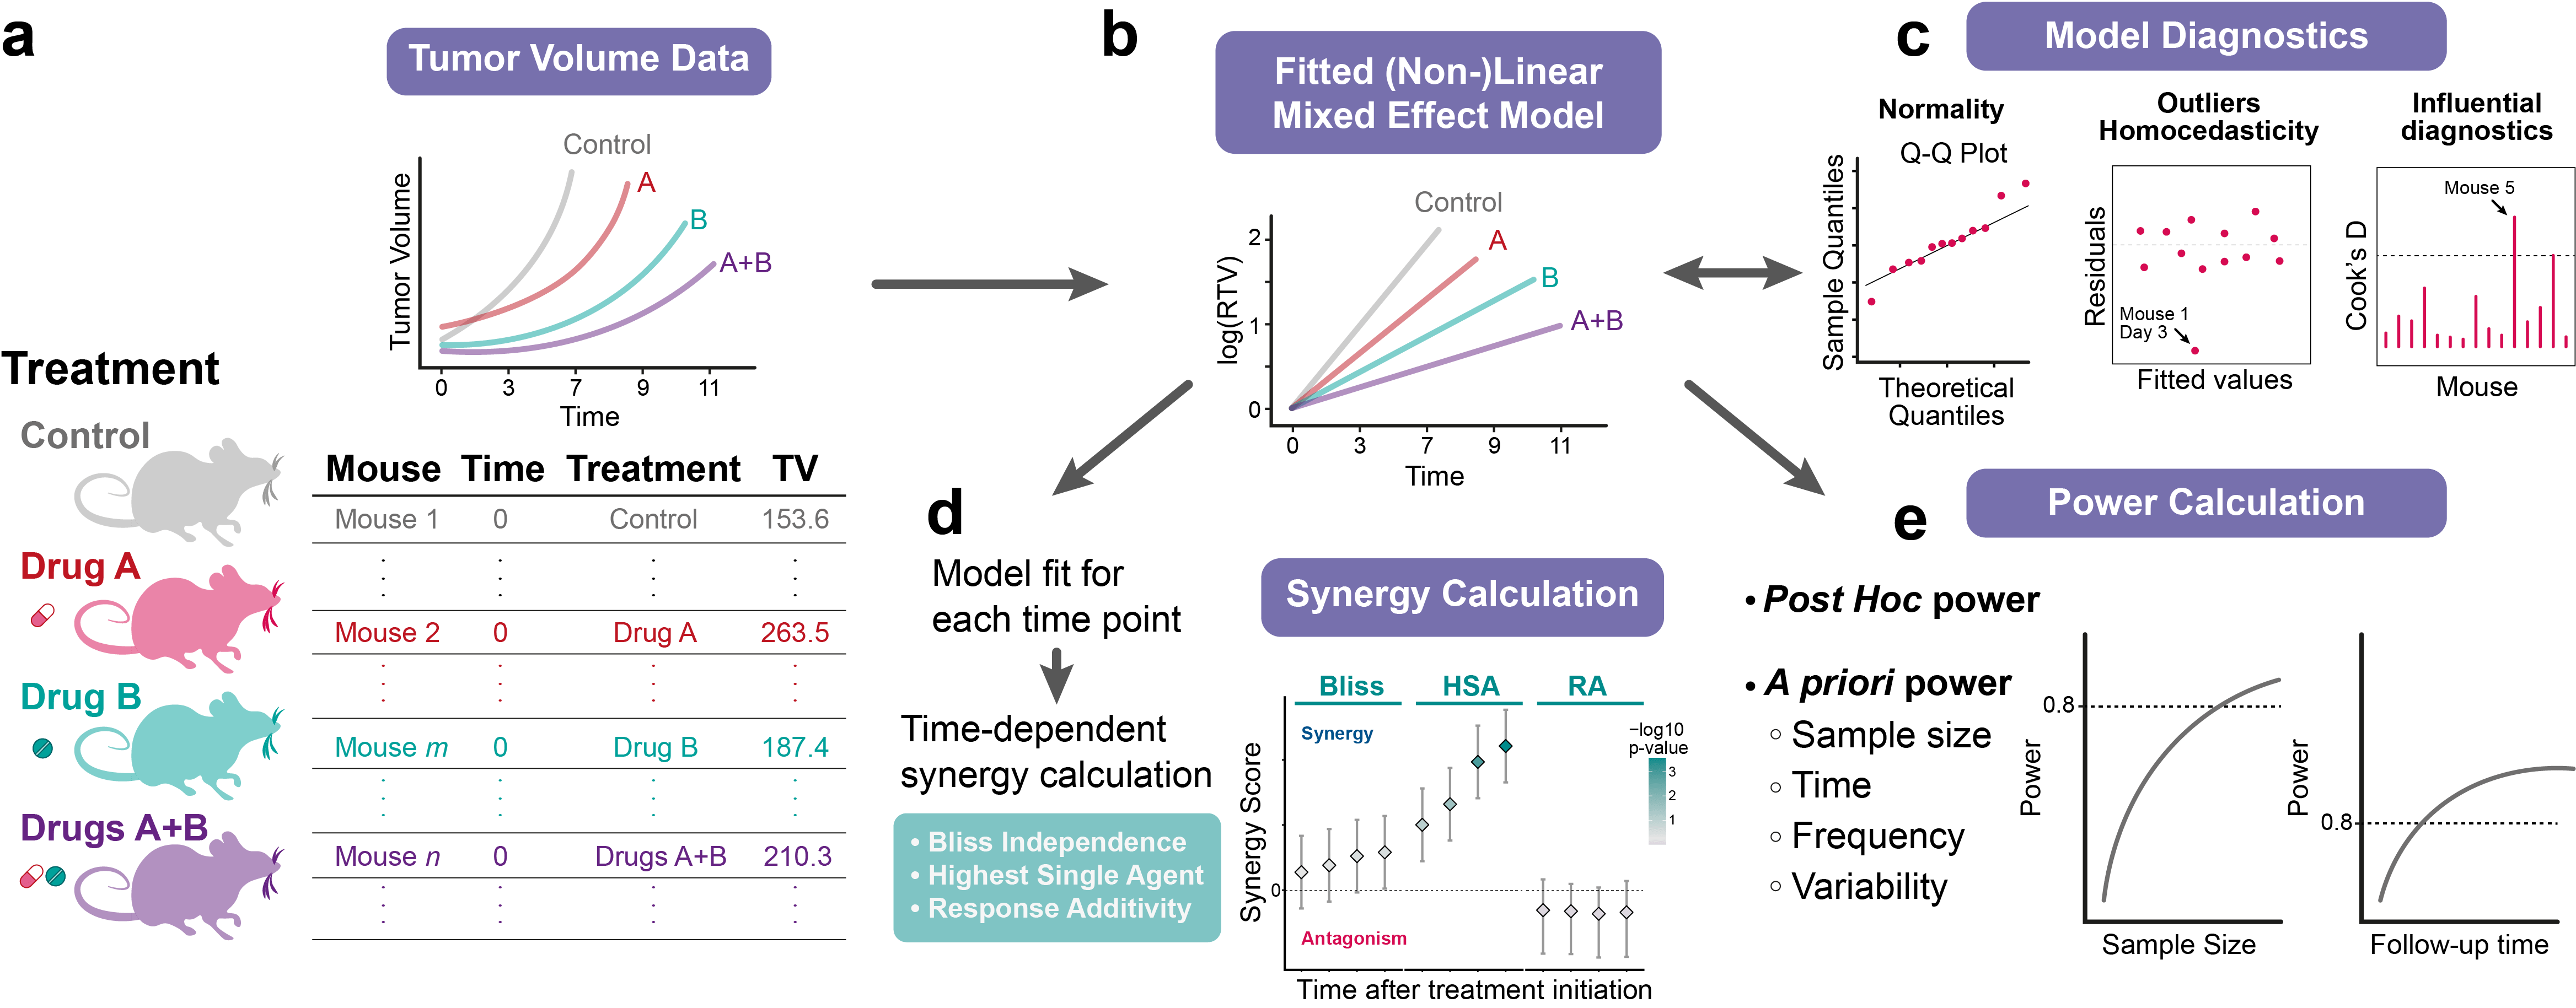 a
Tumor Volume Data
Control
A
B
A+B
Tumor Volume
0 3 7 9 11
Time
Treatment
Control
Drug A
Drug B
Drugs A+B
Mouse Time Treatment TV
Mouse 1 0 Control 153.6
Mouse 2 0 Drug A 263.5
Mouse m 0 Drug B 187.4
Mouse n 0 Drugs A+B 210.3
b
Fitted (Non-)Linear
Mixed Effect Model
Control
A
B
A+B
log(RTV)
2
1
0
0 3 7 9 11
Time
c
Model Diagnostics
Normality
Q-Q Plot
Sample Quantiles
Theoretical
Quantiles
Outliers
Homocedasticity
Residuals
Mouse 1
Day 3
Fitted values
Influential
diagnostics
Mouse 5
Cook's D
Mouse
d
Model fit for
each time point
Time-dependent
synergy calculation
• Bliss Independence
• Highest Single Agent
• Response Additivity
Synergy Calculation
Bliss HSA RA
Synergy
Antagonism
Synergy Score
0
−log10
p-value
3
2
1
Time after treatment initiation
e
Power Calculation
• Post Hoc power
• A priori power
○ Sample size
○ Time
○ Frequency
○ Variability
Power
0.8
Sample Size
Power
0.8
Follow-up time